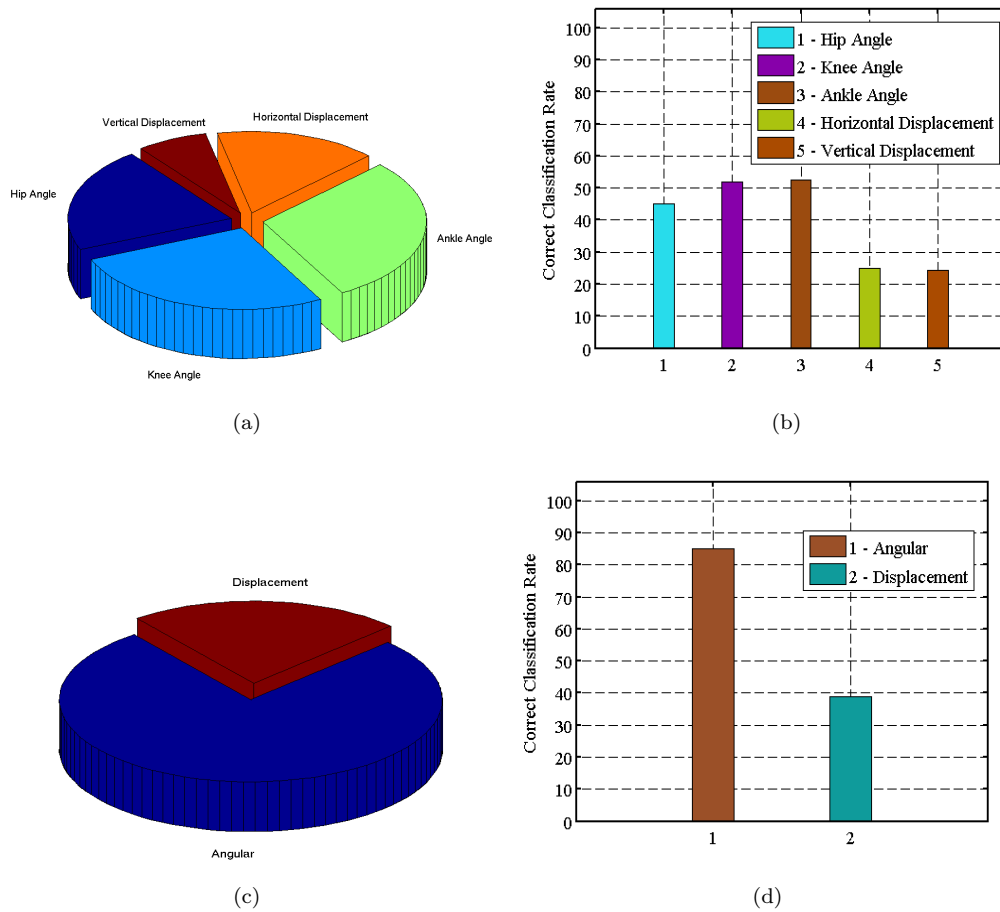 Vertical Displacement
Horizontal Displacement
Hip Angle
Ankle Angle
Knee Angle
(a)
Correct Classification Rate
100
90
80
70
60
50
40
30
20
10
0
1 2 3 4 5
1 - Hip Angle
2 - Knee Angle
3 - Ankle Angle
4 - Horizontal Displacement
5 - Vertical Displacement
(b)
Displacement
Angular
(c)
Correct Classification Rate
100
90
80
70
60
50
40
30
20
10
0
1 2
1 - Angular
2 - Displacement
(d)